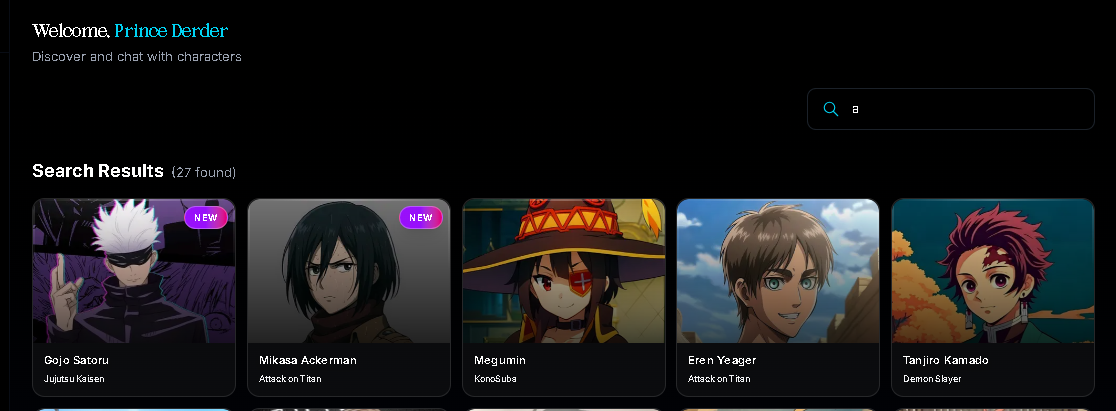 Welcome, Prince Derder
Discover and chat with characters
a
Search Results (27 found)
NEW
NEW
Gojo Satoru
Jujutsu Kaisen
Mikasa Ackerman
Attack on Titan
Megumin
KonoSuba
Eren Yeager
Attack on Titan
Tanjiro Kamado
Demon Slayer